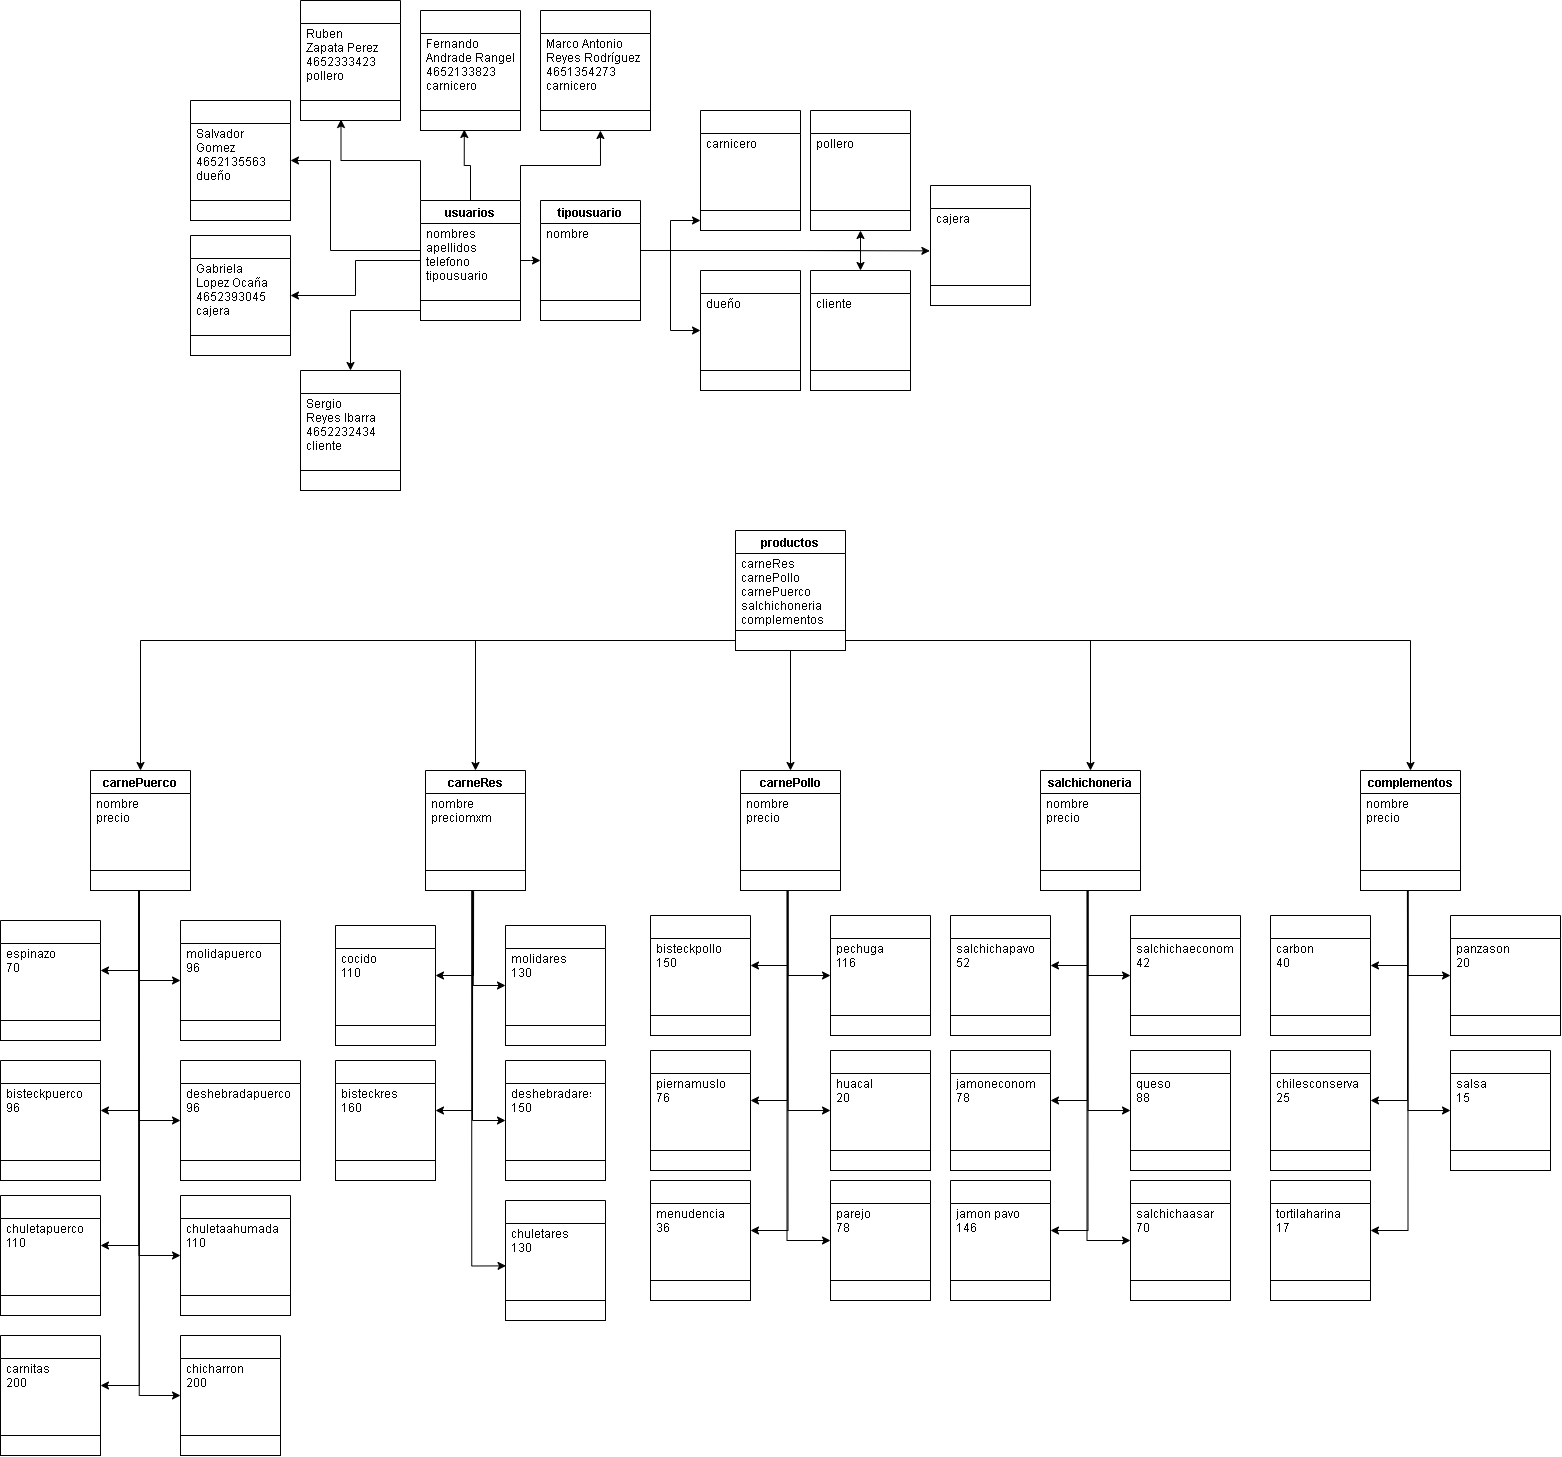 Ruben
Zapata Perez
4652333423
pollero
Fernando
Andrade Rangel
4652133823
carnicero
Marco Antonio
Reyes Rodríguez
4651354273
carnicero
Salvador
Gomez
4652135563
dueño
carnicero
pollero
cajera
usuarios
nombres
apellidos
telefono
tipousuario
tipousuario
nombre
Gabriela
Lopez Ocaña
4652393045
cajera
dueño
cliente
Sergio
Reyes Ibarra
4652232434
cliente
productos
carneRes
carnePollo
carnePuerco
salchichoneria
complementos
carnePuerco
nombre
precio
carneRes
nombre
preciomxm
carnePollo
nombre
precio
salchichoneria
nombre
precio
complementos
nombre
precio
espinazo
70
molidapuerco
96
cocido
110
molidares
130
bisteckpollo
150
pechuga
116
salchichapavo
52
salchichaeconom
42
carbon
40
panzason
20
bisteckpuerco
96
deshebradapuerco
96
bisteckres
160
deshebradares
150
piernamuslo
76
huacal
20
jamoneconom
78
queso
88
chilesconserva
25
salsa
15
chuletapuerco
110
chuletaahumada
110
chuletares
130
menudencia
36
parejo
78
jamon pavo
146
salchichaasar
70
tortilaharina
17
carnitas
200
chicharron
200